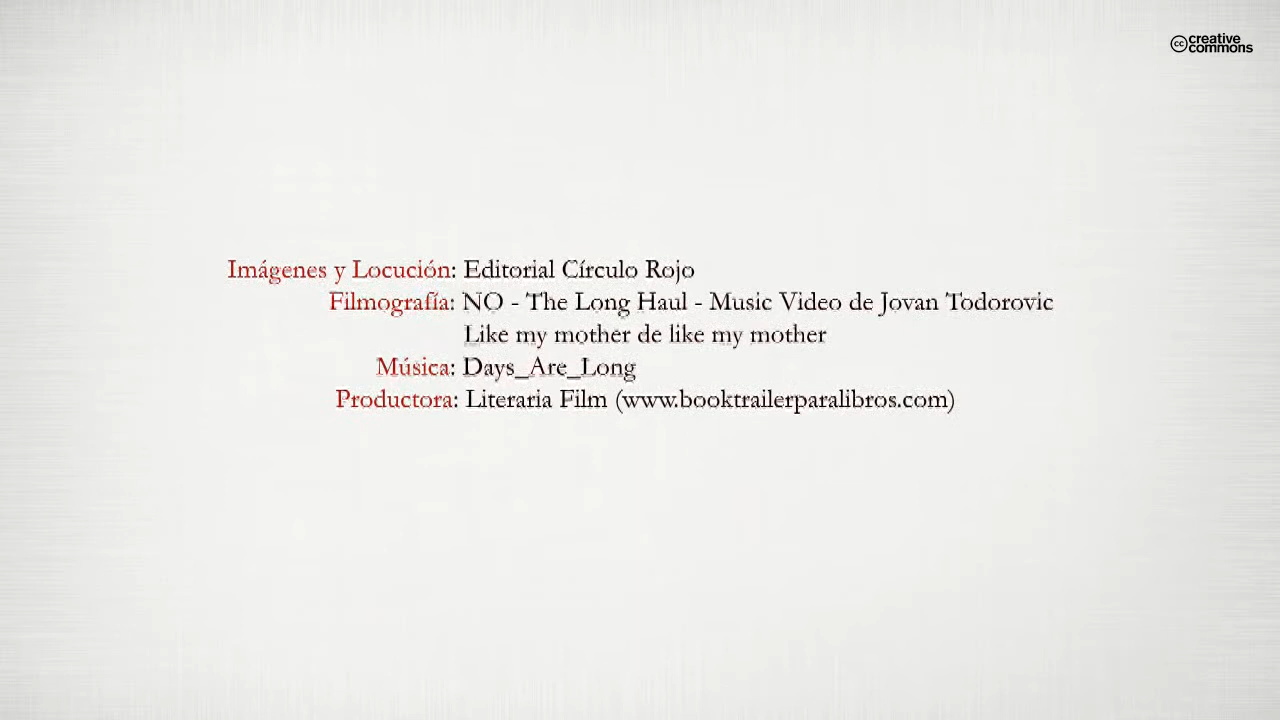 cc creative
commons
Imágenes y Locución: Editorial Círculo Rojo
Filmografía: NO - The Long Haul - Music Video de Jovan Todorovic
Like my mother de like my mother
Música: Days_Are_Long
Productora: Literaria Film (www.booktrailerparalibros.com)